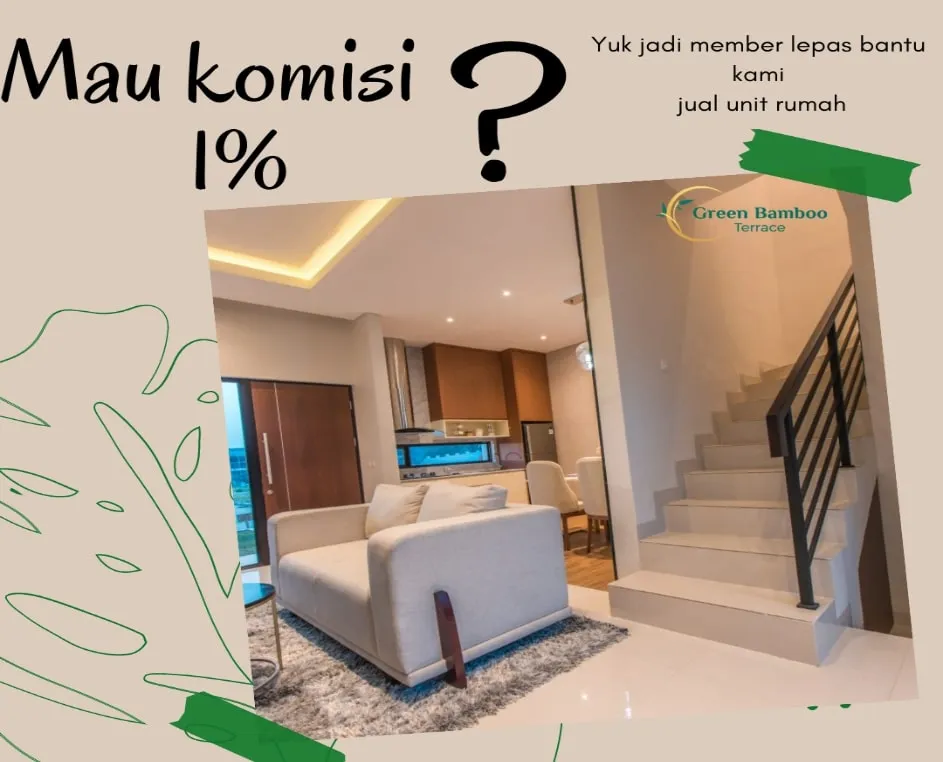 Mau komisi
1%
?
Yuk jadi member lepas bantu
kami
jual unit rumah
Green Bamboo
Terrace